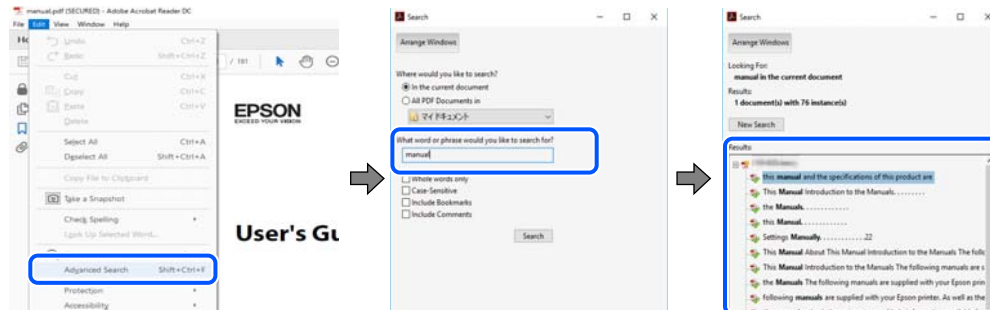 manual.pdf (SECURED) - Adobe Acrobat Reader DC
File Edit View Window Help
Undo Ctrl+Z
Shift+Ctrl+Z
Cut Ctrl+X
Copy Ctrl+C
Paste Ctrl+V
Delete
Select All Ctrl+A
Deselect All Shift+Ctrl+A
Copy File to Clipboard
Take a Snapshot
Check Spelling
Look Up Selected Word...
Advanced Search Shift+Ctrl+F
Protection
Accessibility
/ 181
EPSON
EXCEED YOUR VISION
User's Gu
Search
Arrange Windows
Where would you like to search?
In the current document
All PDF Documents in
マイ ドキュメント
What word or phrase would you like to search for?
manual
Whole words only
Case-Sensitive
Include Bookmarks
Include Comments
Search
Search
Arrange Windows
Looking For:
manual in the current document
Results:
1 document(s) with 76 instance(s)
New Search
Results:
this manual and the specifications of this product are
This Manual Introduction to the Manuals. . . . . . . . .
the Manuals. . . . . . . . . . . . .
this Manual. . . . . . . . . . . . .
Settings Manually. . . . . . . . . . . .22
This Manual About This Manual Introduction to the Manuals The follo
This Manual Introduction to the Manuals The following manuals are s
the Manuals The following manuals are supplied with your Epson prin
following manuals are supplied with your Epson printer. As well as the